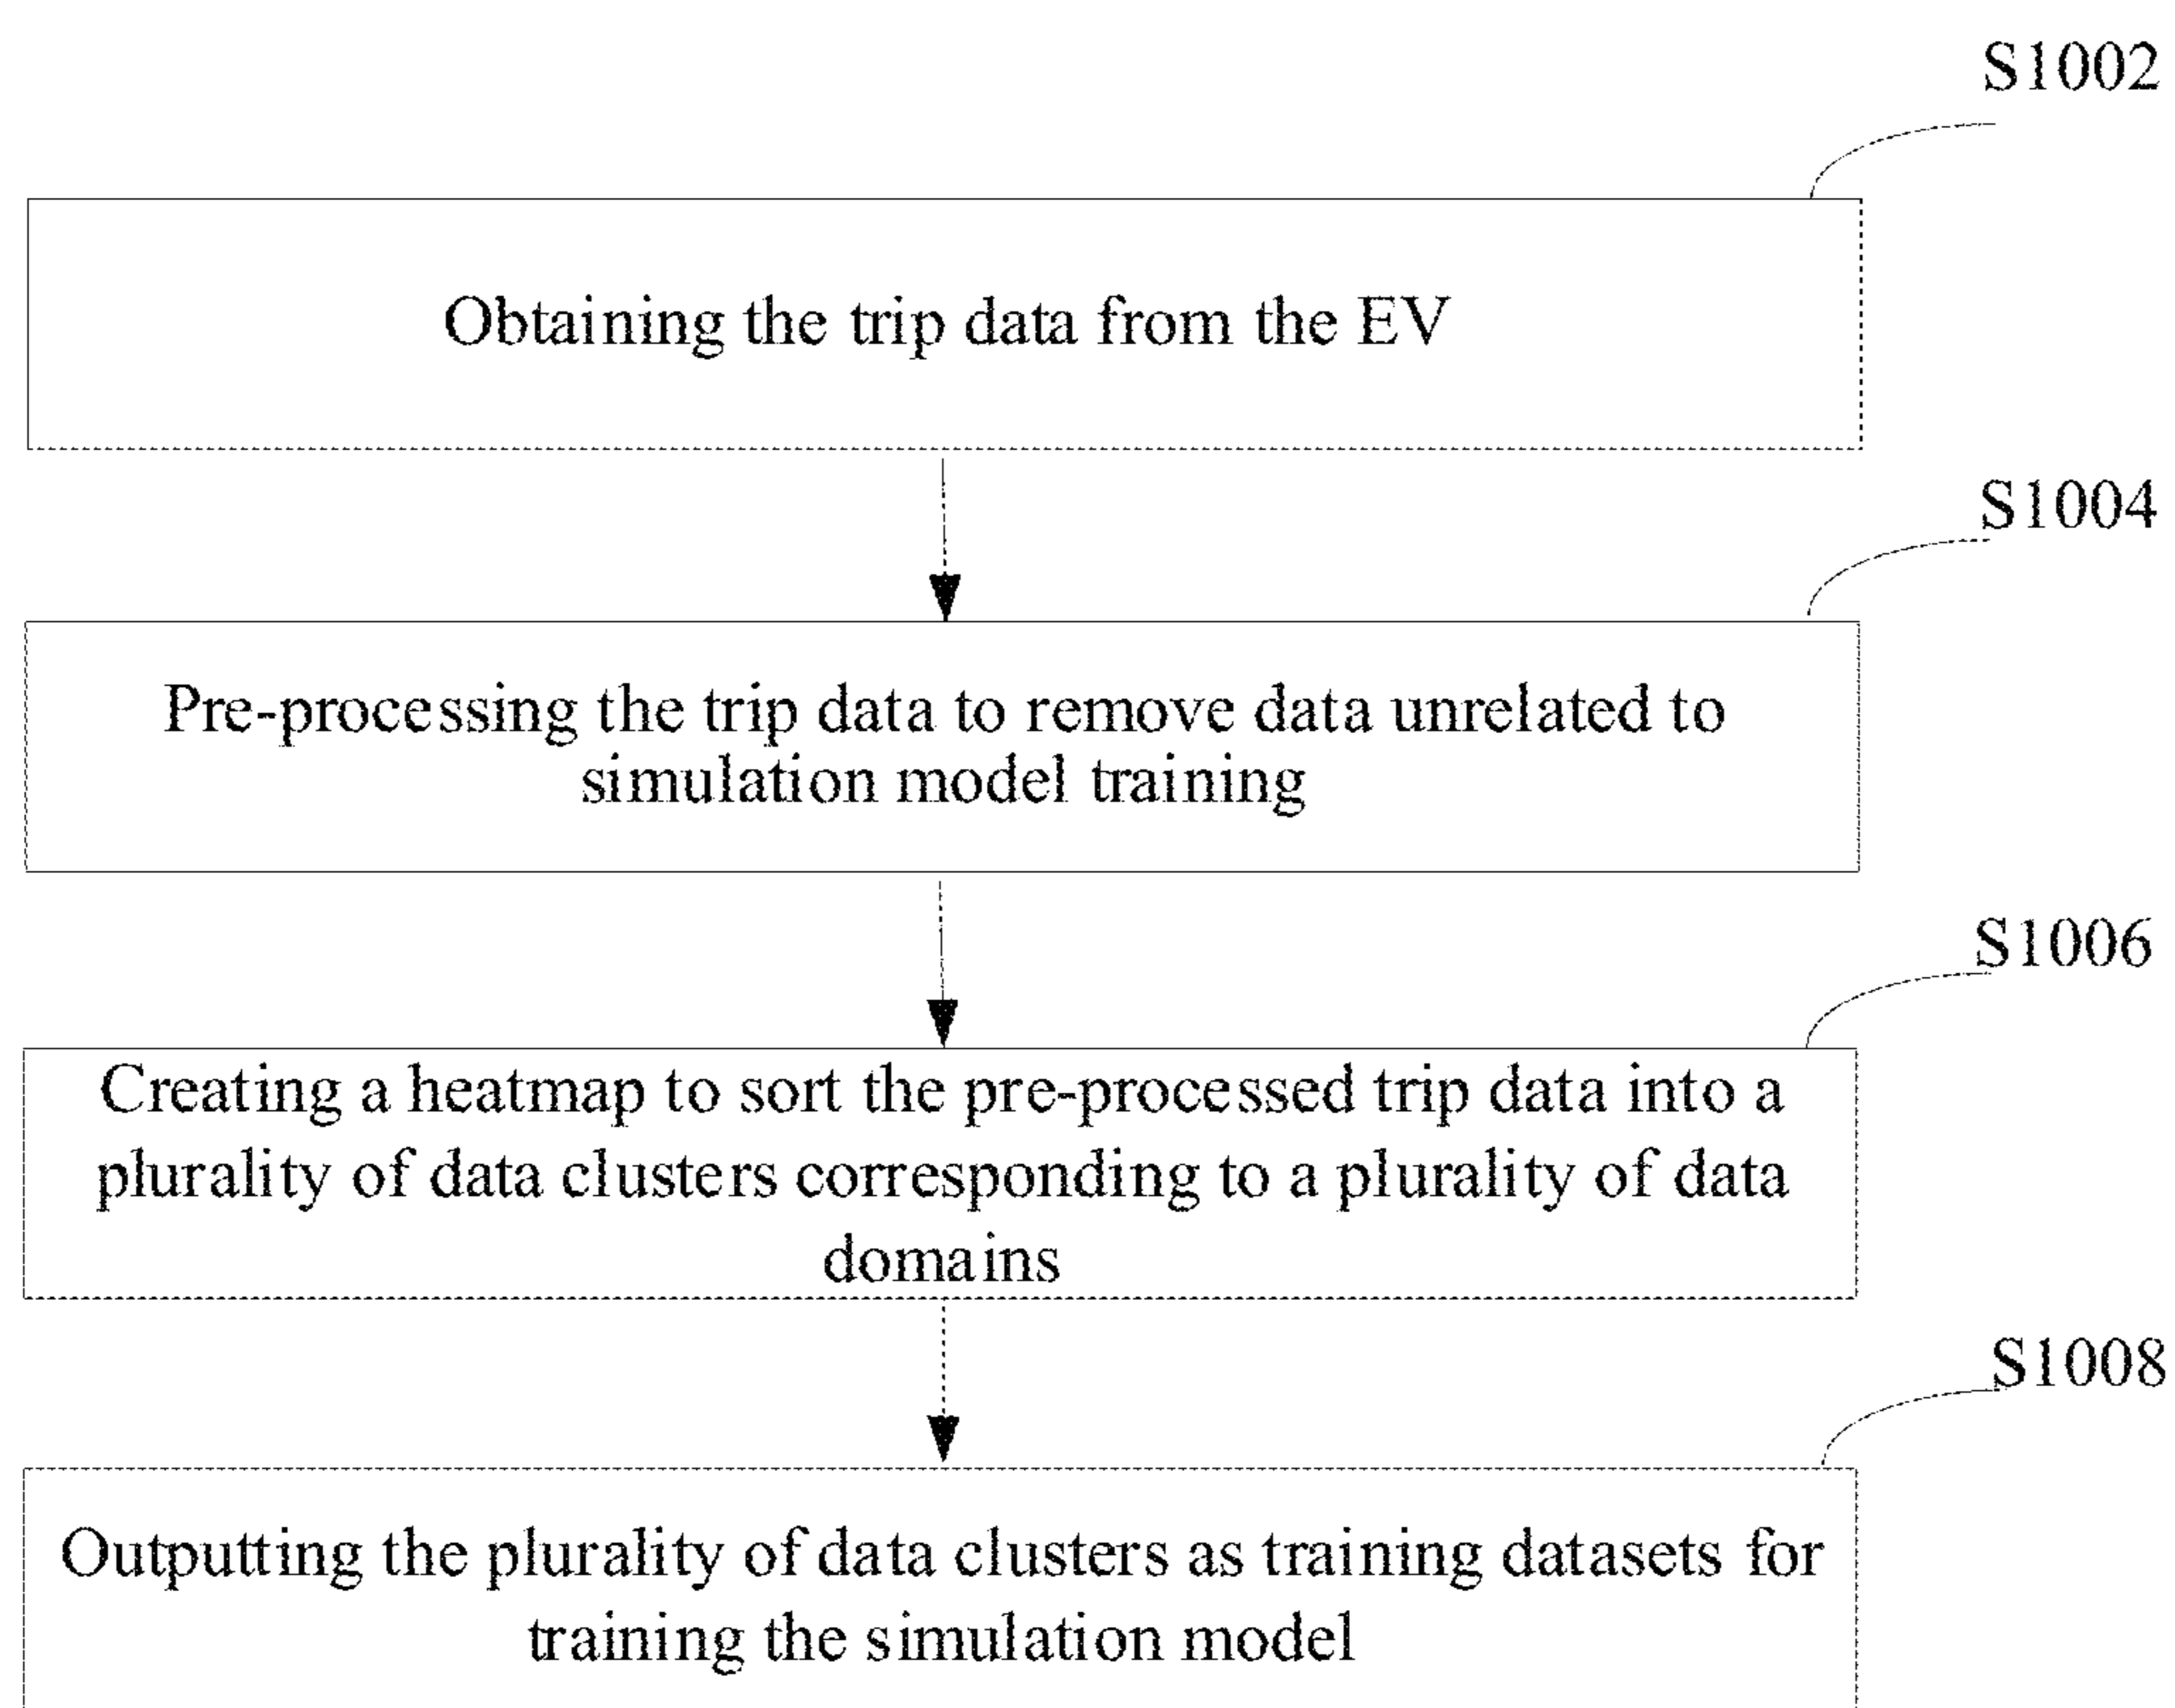 S1002
Obtaining the trip data from the EV
S1004
Pre-processing the trip data to remove data unrelated to
simulation model training
S1006
Creating a heatmap to sort the pre-processed trip data into a
plurality of data clusters corresponding to a plurality of data
domains
S1008
Outputting the plurality of data clusters as training datasets for
training the simulation model